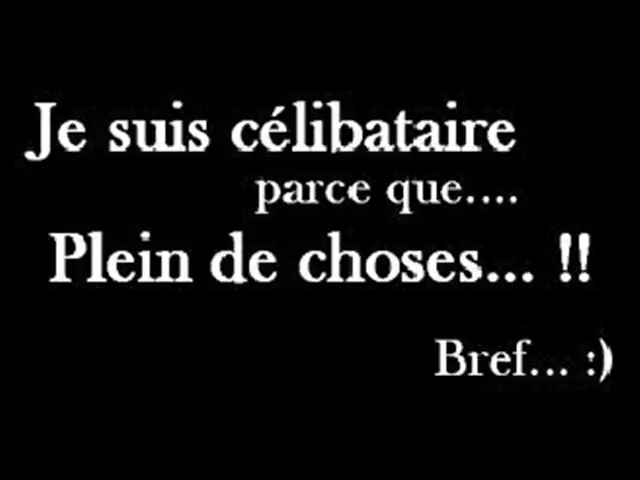 Je suis célibataire
parce que....
Plein de choses... !!
Bref... :)